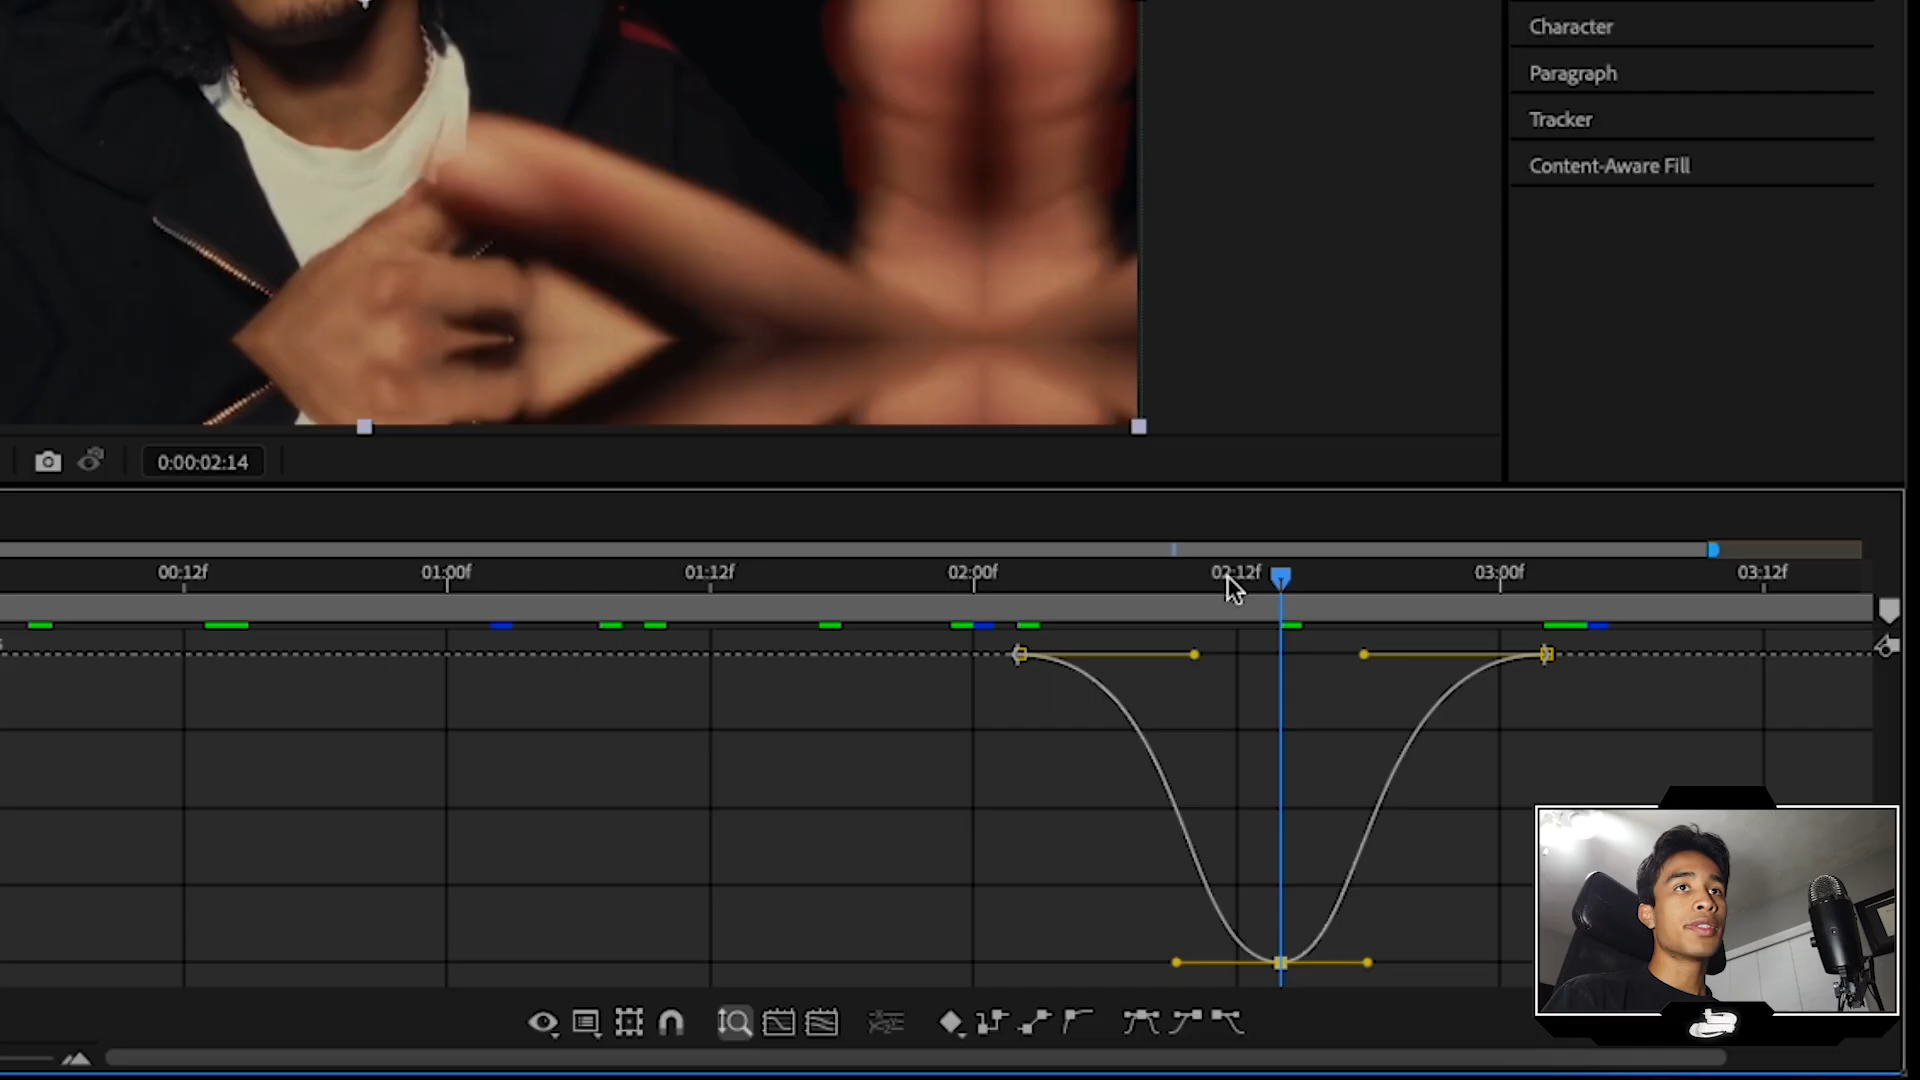 Character
Paragraph
Tracker
Content-Aware Fill
0:00:02:14
00:12f 01:00f 01:12f 02:00f 02:12f 03:00f 03:12f